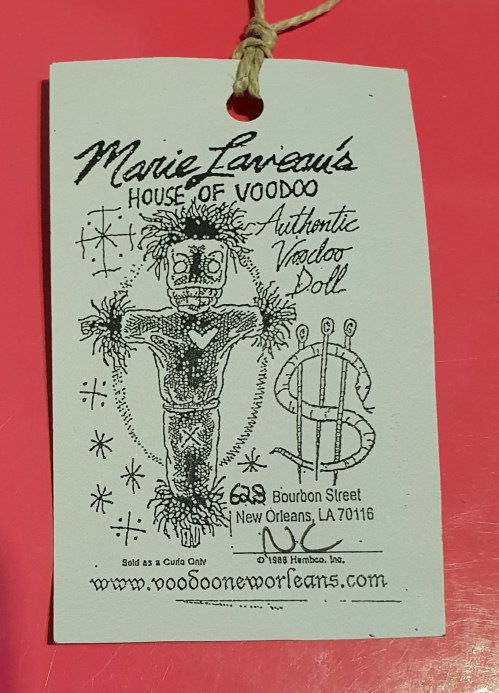 Marie Laveau's
HOUSE OF VOODOO
Authentic
Voodoo
Doll
628 Bourbon Street
New Orleans, LA 70116
NC
Sold as a Curio Only
© 1986 Hembco. Inc.
www.voodooneworleans.com